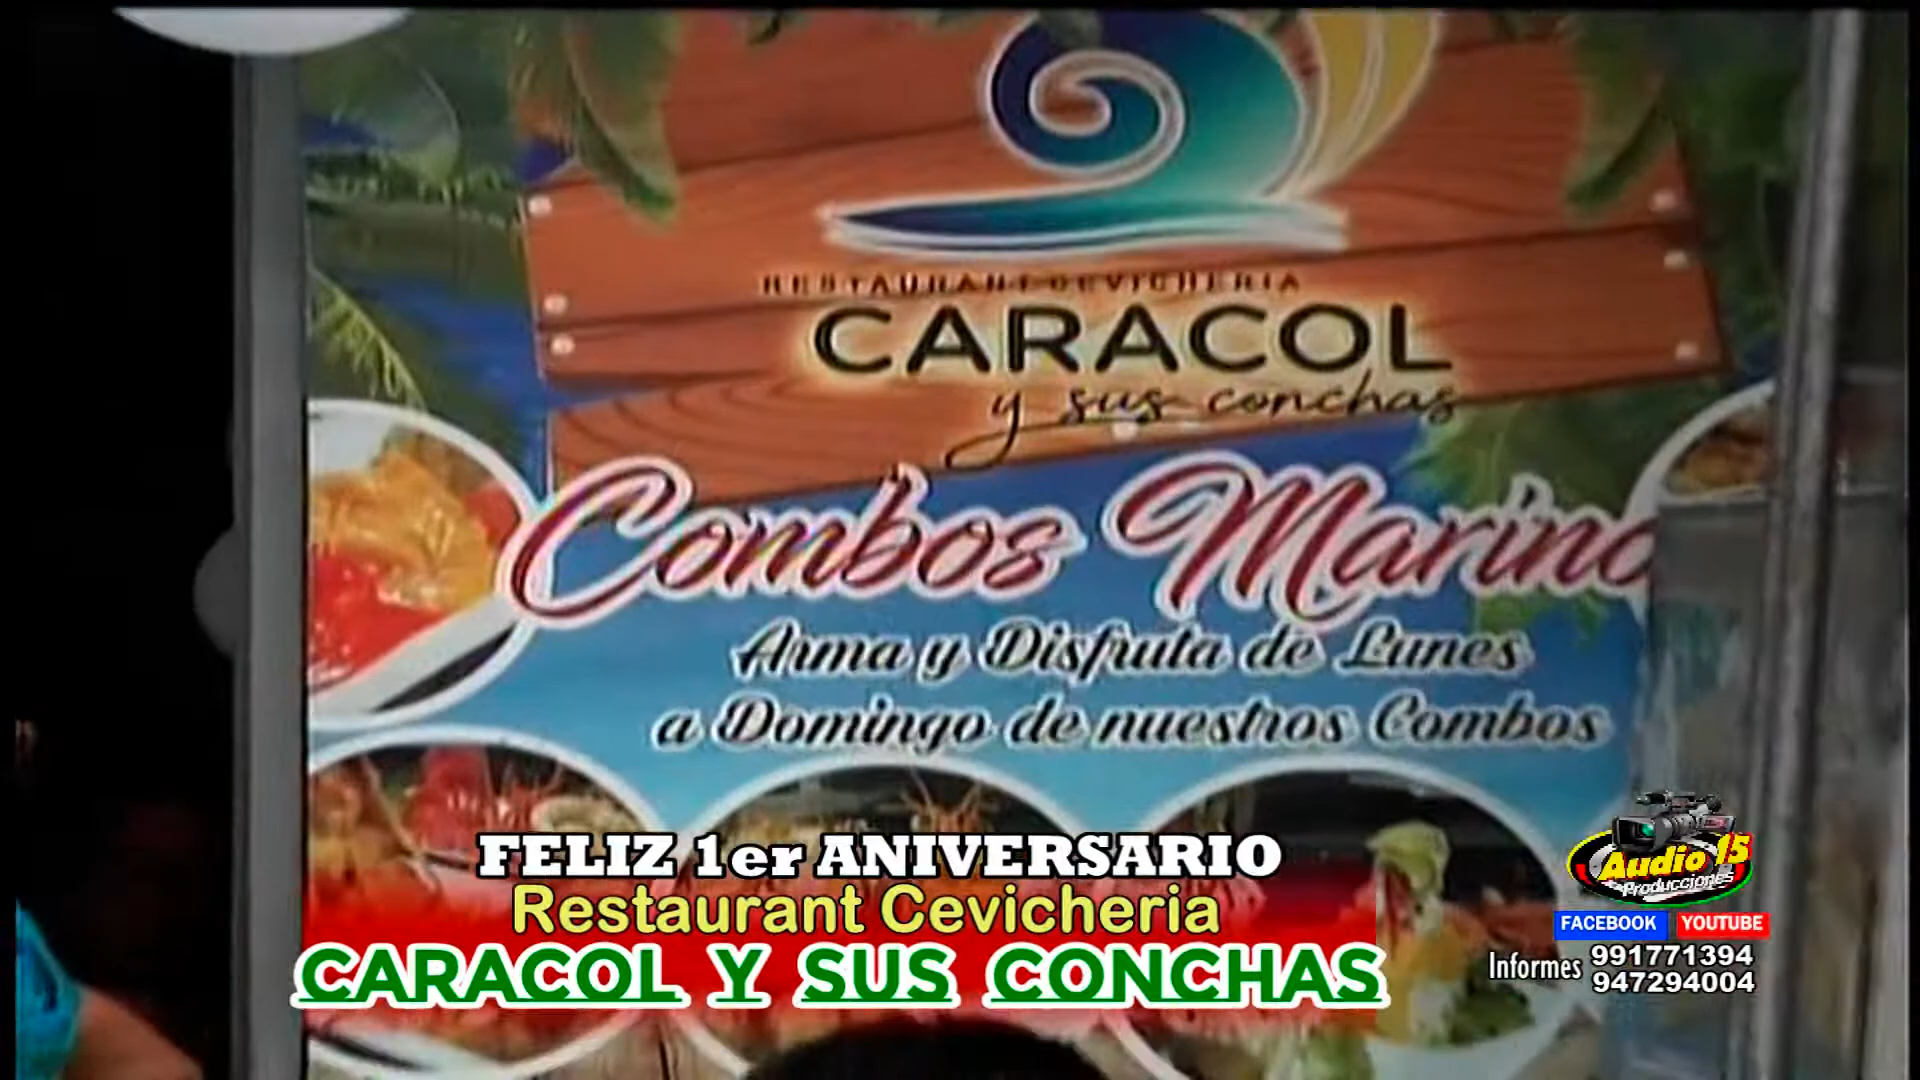 RESTAURANT CEVICHERIA
CARACOL
y sus conchas
Combos Marino
Arma y Disfruta de Lunes
a Domingo de nuestros Combos
FELIZ 1er ANIVERSARIO
Restaurant Cevicheria
CARACOL Y SUS CONCHAS
Audio 15
Producciones
FACEBOOK YOUTUBE
Informes 991771394
947294004